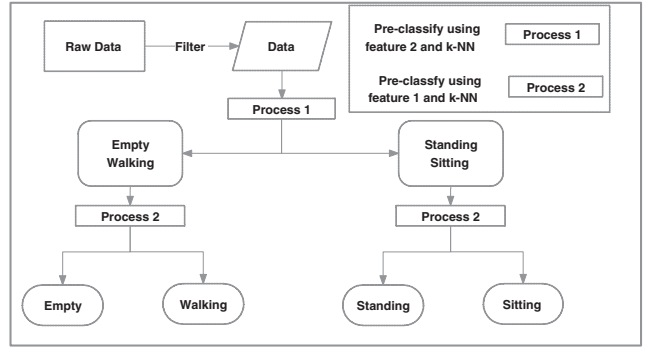 Raw Data
Filter
Data
Pre-classify using
feature 2 and k-NN
Process 1
Pre-classfy using
feature 1 and k-NN
Process 2
Process 1
Empty
Walking
Standing
Sitting
Process 2
Process 2
Empty
Walking
Standing
Sitting